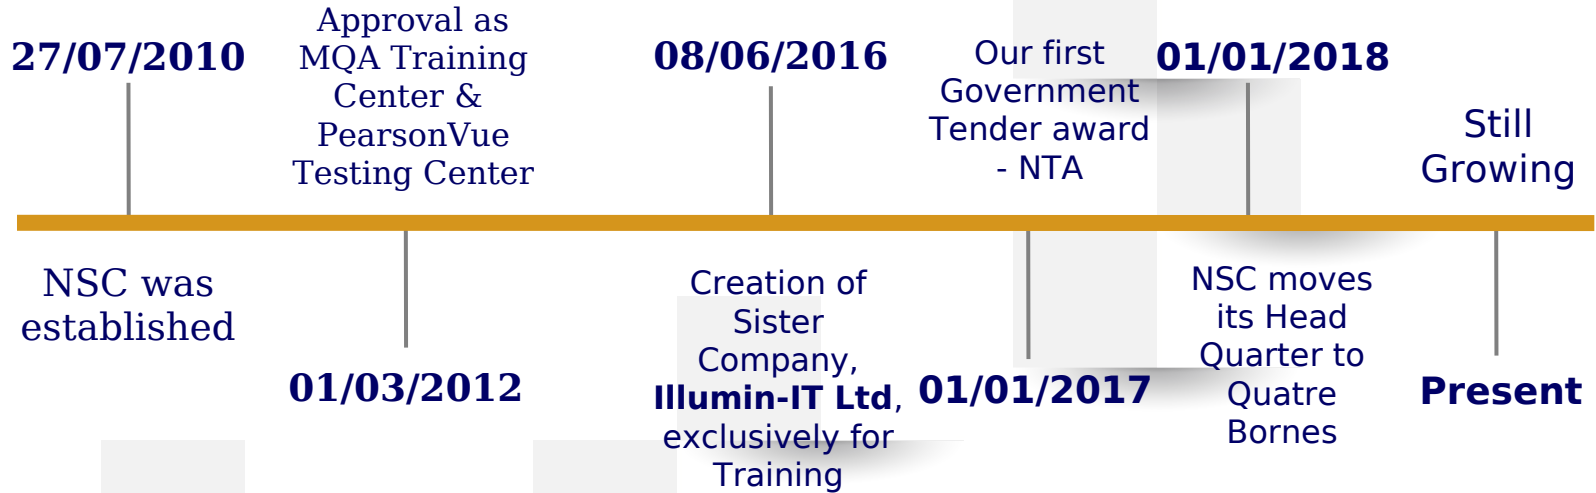 27/07/2010
NSC was
established
Approval as
MQA Training
Center &
PearsonVue
Testing Center
01/03/2012
08/06/2016
Creation of
Sister
Company,
Illumin-IT Ltd,
exclusively for
Training
Our first
Government
Tender award
- NTA
01/01/2017
01/01/2018
NSC moves
its Head
Quarter to
Quatre
Bornes
Still
Growing
Present